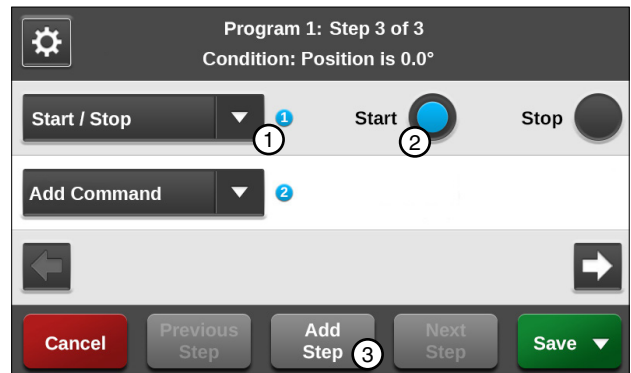 Program 1: Step 3 of 3
Condition: Position is 0.0°
Start / Stop 1 1 Start 2 Stop
Add Command 2
Cancel Previous Step Add Step 3 Next Step Save